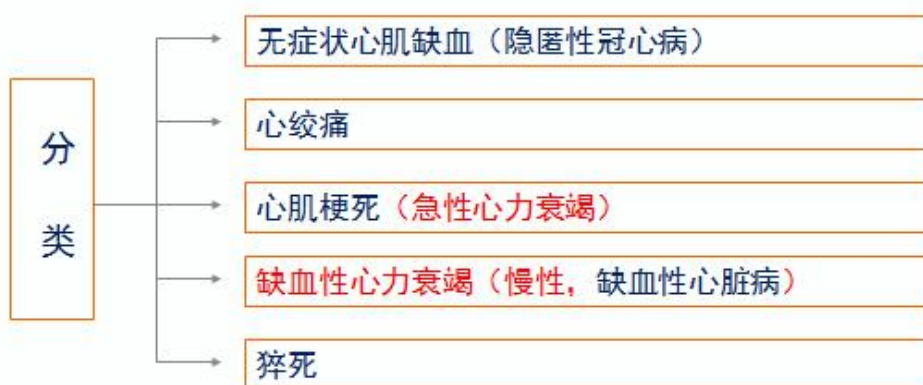 分
类
无症状心肌缺血（隐匿性冠心病）
心绞痛
心肌梗死（急性心力衰竭）
缺血性心力衰竭（慢性，缺血性心脏病）
猝死